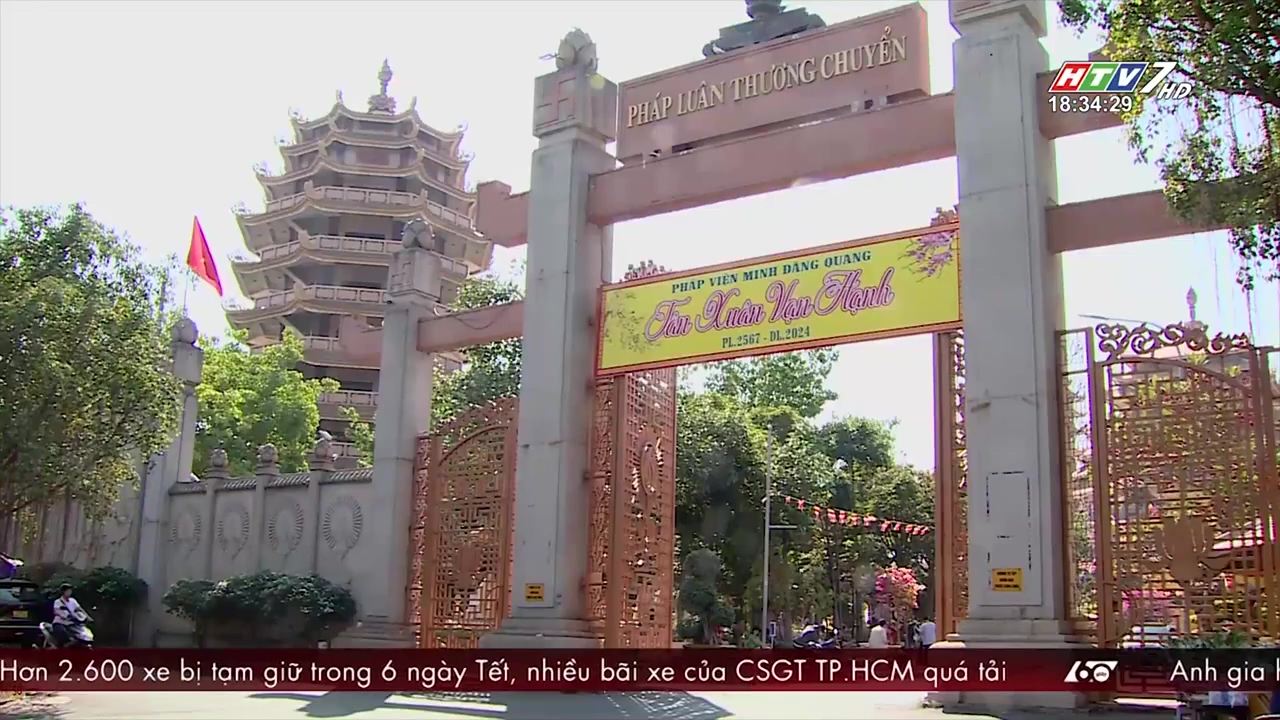 PHÁP LUÂN THƯỜNG CHUYỂN
HTV7 HD
18:34:29
PHÁP VIỆN MINH ĐĂNG QUANG
Tân Xuân Vạn Hạnh
PL.2567 - DL.2024
Hơn 2.600 xe bị tạm giữ trong 6 ngày Tết, nhiều bãi xe của CSGT TP.HCM quá tải
60
Anh gia